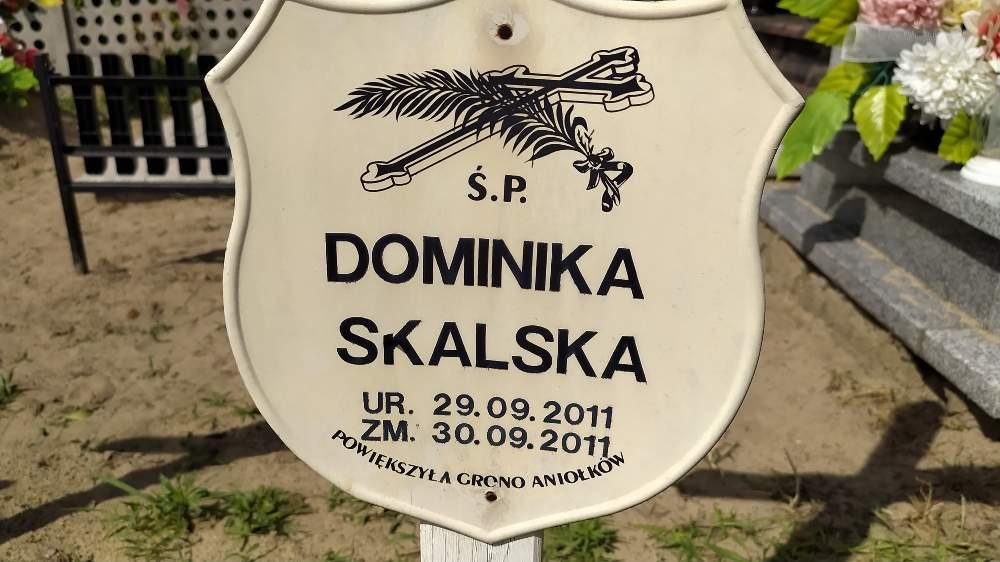 Ś.P.
DOMINIKA
SKALSKA
UR. 29.09.2011
ZM. 30.09.2011
POWIĘKSZYŁA GRONO ANIOŁKÓW